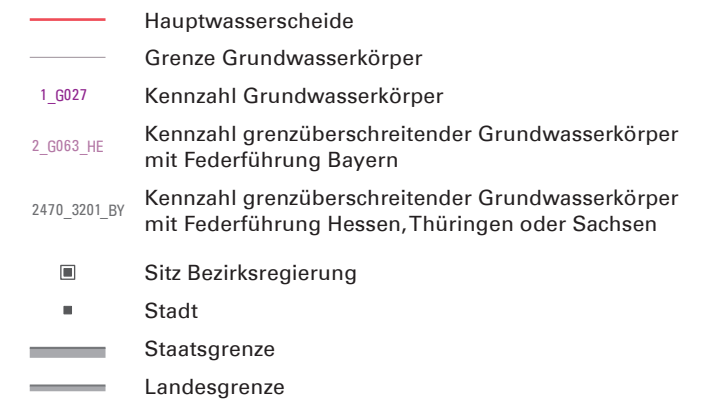 Hauptwasserscheide
Grenze Grundwasserkörper
1_G027 Kennzahl Grundwasserkörper
2_G063_HE Kennzahl grenzüberschreitender Grundwasserkörper
mit Federführung Bayern
2470_3201_BY Kennzahl grenzüberschreitender Grundwasserkörper
mit Federführung Hessen, Thüringen oder Sachsen
Sitz Bezirksregierung
Stadt
Staatsgrenze
Landesgrenze